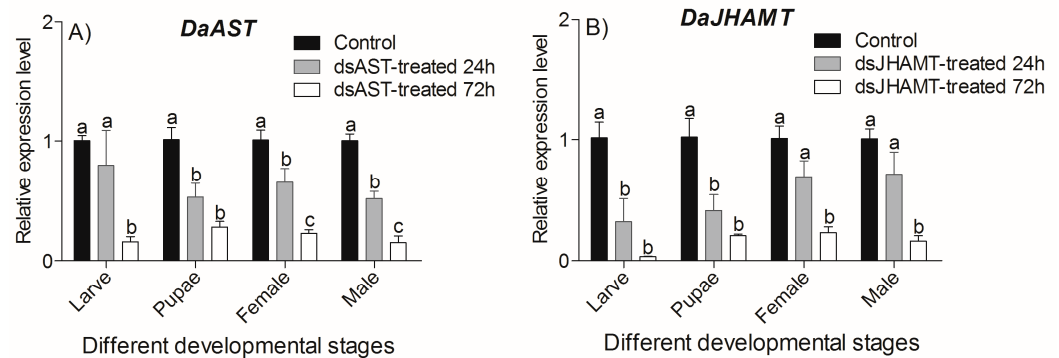 A)
DaAST
Control
dsAST-treated 24h
dsAST-treated 72h
Relative expression level
2
1
0
a a b
a b b
a b c
a b c
Larve
Pupae
Female
Male
Different developmental stages
B)
DaJHAMT
Control
dsJHAMT-treated 24h
dsJHAMT-treated 72h
Relative expression level
2
1
0
a b b
a b b
a a b
a a b
Larve
Pupae
Female
Male
Different developmental stages